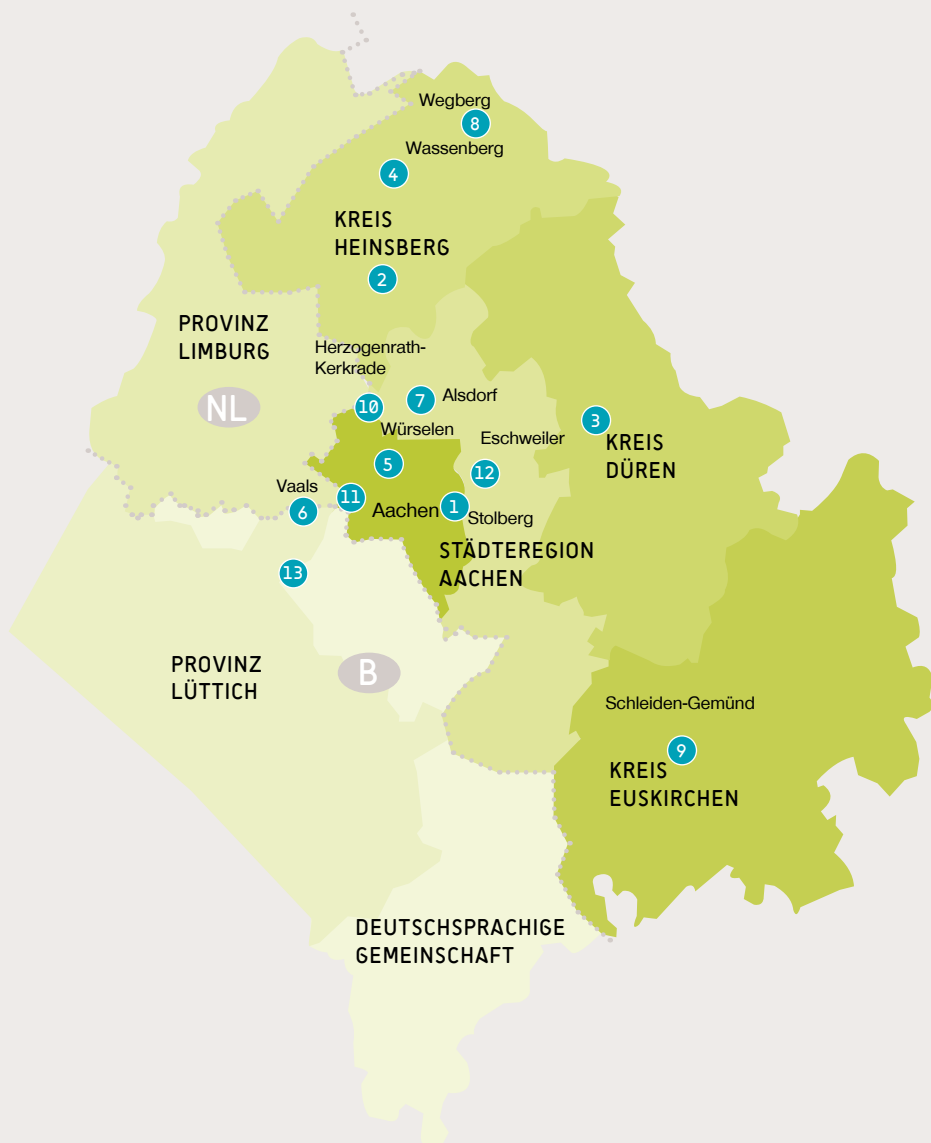 Wegberg
8
Wassenberg
4
KREIS
HEINSBERG
2
PROVINZ
LIMBURG
NL
Herzogenrath-
Kerkrade
10
7
Alsdorf
Würselen
5
Eschweiler
12
3
KREIS
DÜREN
Vaals
6
11
Aachen
1
Stolberg
STÄDTEREGION
AACHEN
13
PROVINZ
LÜTTICH
B
Schleiden-Gemünd
9
KREIS
EUSKIRCHEN
DEUTSCHSPRACHIGE
GEMEINSCHAFT